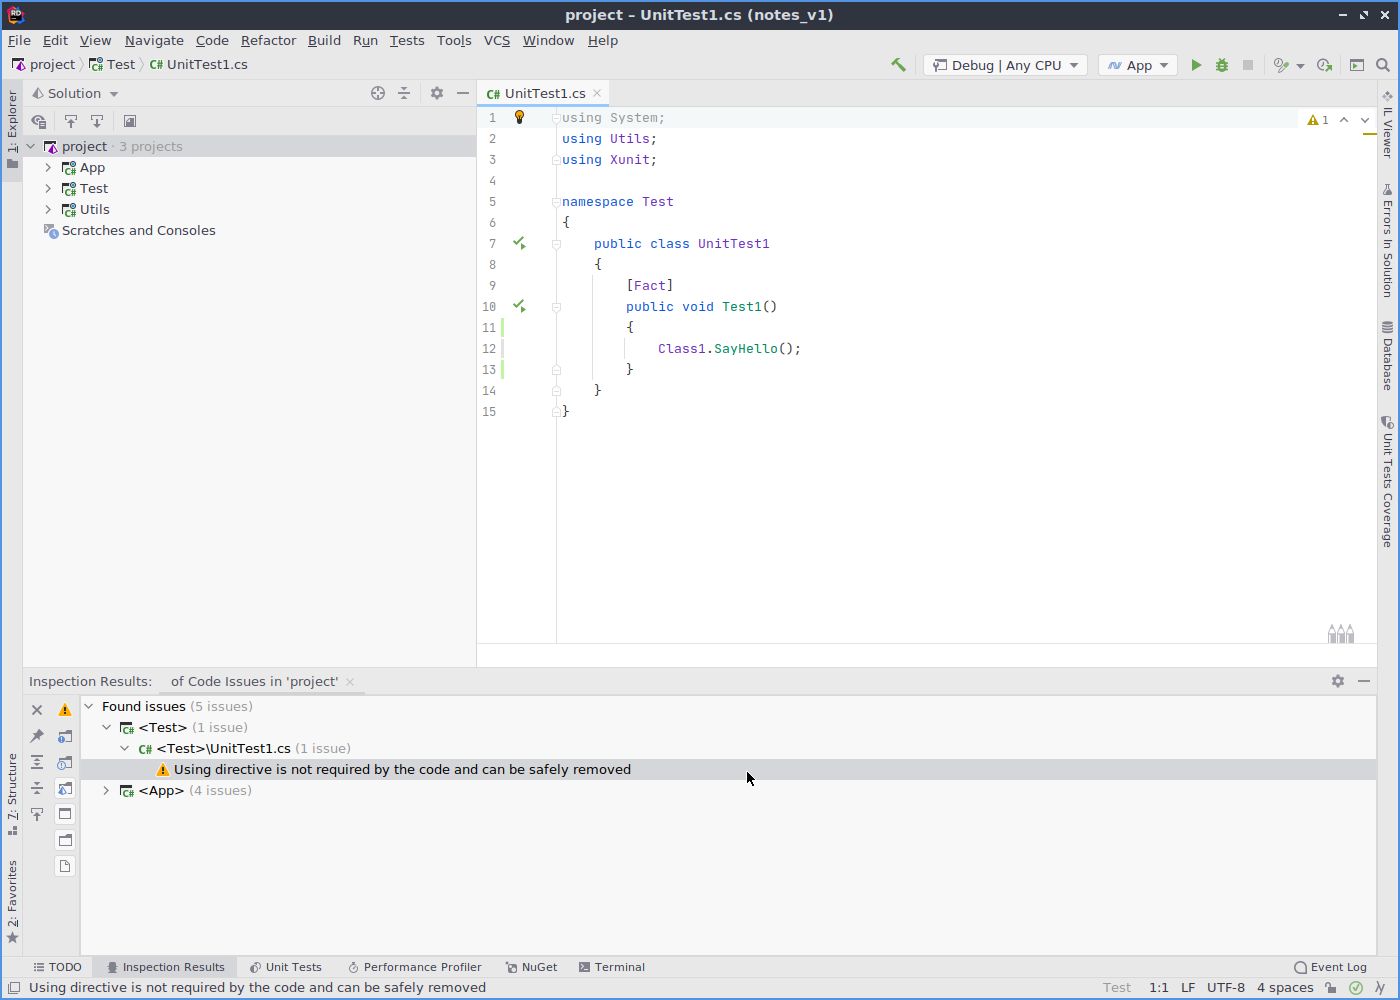 project – UnitTest1.cs (notes_v1)
File Edit View Navigate Code Refactor Build Run Tests Tools VCS Window Help
project Test C# UnitTest1.cs Debug | Any CPU App
1: Explorer
Solution
project · 3 projects
App
Test
Utils
Scratches and Consoles
C# UnitTest1.cs
1 using System;
2 using Utils;
3 using Xunit;
4
5 namespace Test
6 {
7 public class UnitTest1
8 {
9 [Fact]
10 public void Test1()
11 {
12 Class1.SayHello();
13 }
14 }
15 }
1
IL Viewer
Errors In Solution
Database
Unit Tests Coverage
Inspection Results: of Code Issues in 'project'
Found issues (5 issues)
<Test> (1 issue)
C# <Test>\UnitTest1.cs (1 issue)
Using directive is not required by the code and can be safely removed
<App> (4 issues)
7: Structure
2: Favorites
TODO Inspection Results Unit Tests Performance Profiler NuGet Terminal Event Log
Using directive is not required by the code and can be safely removed Test 1:1 LF UTF-8 4 spaces